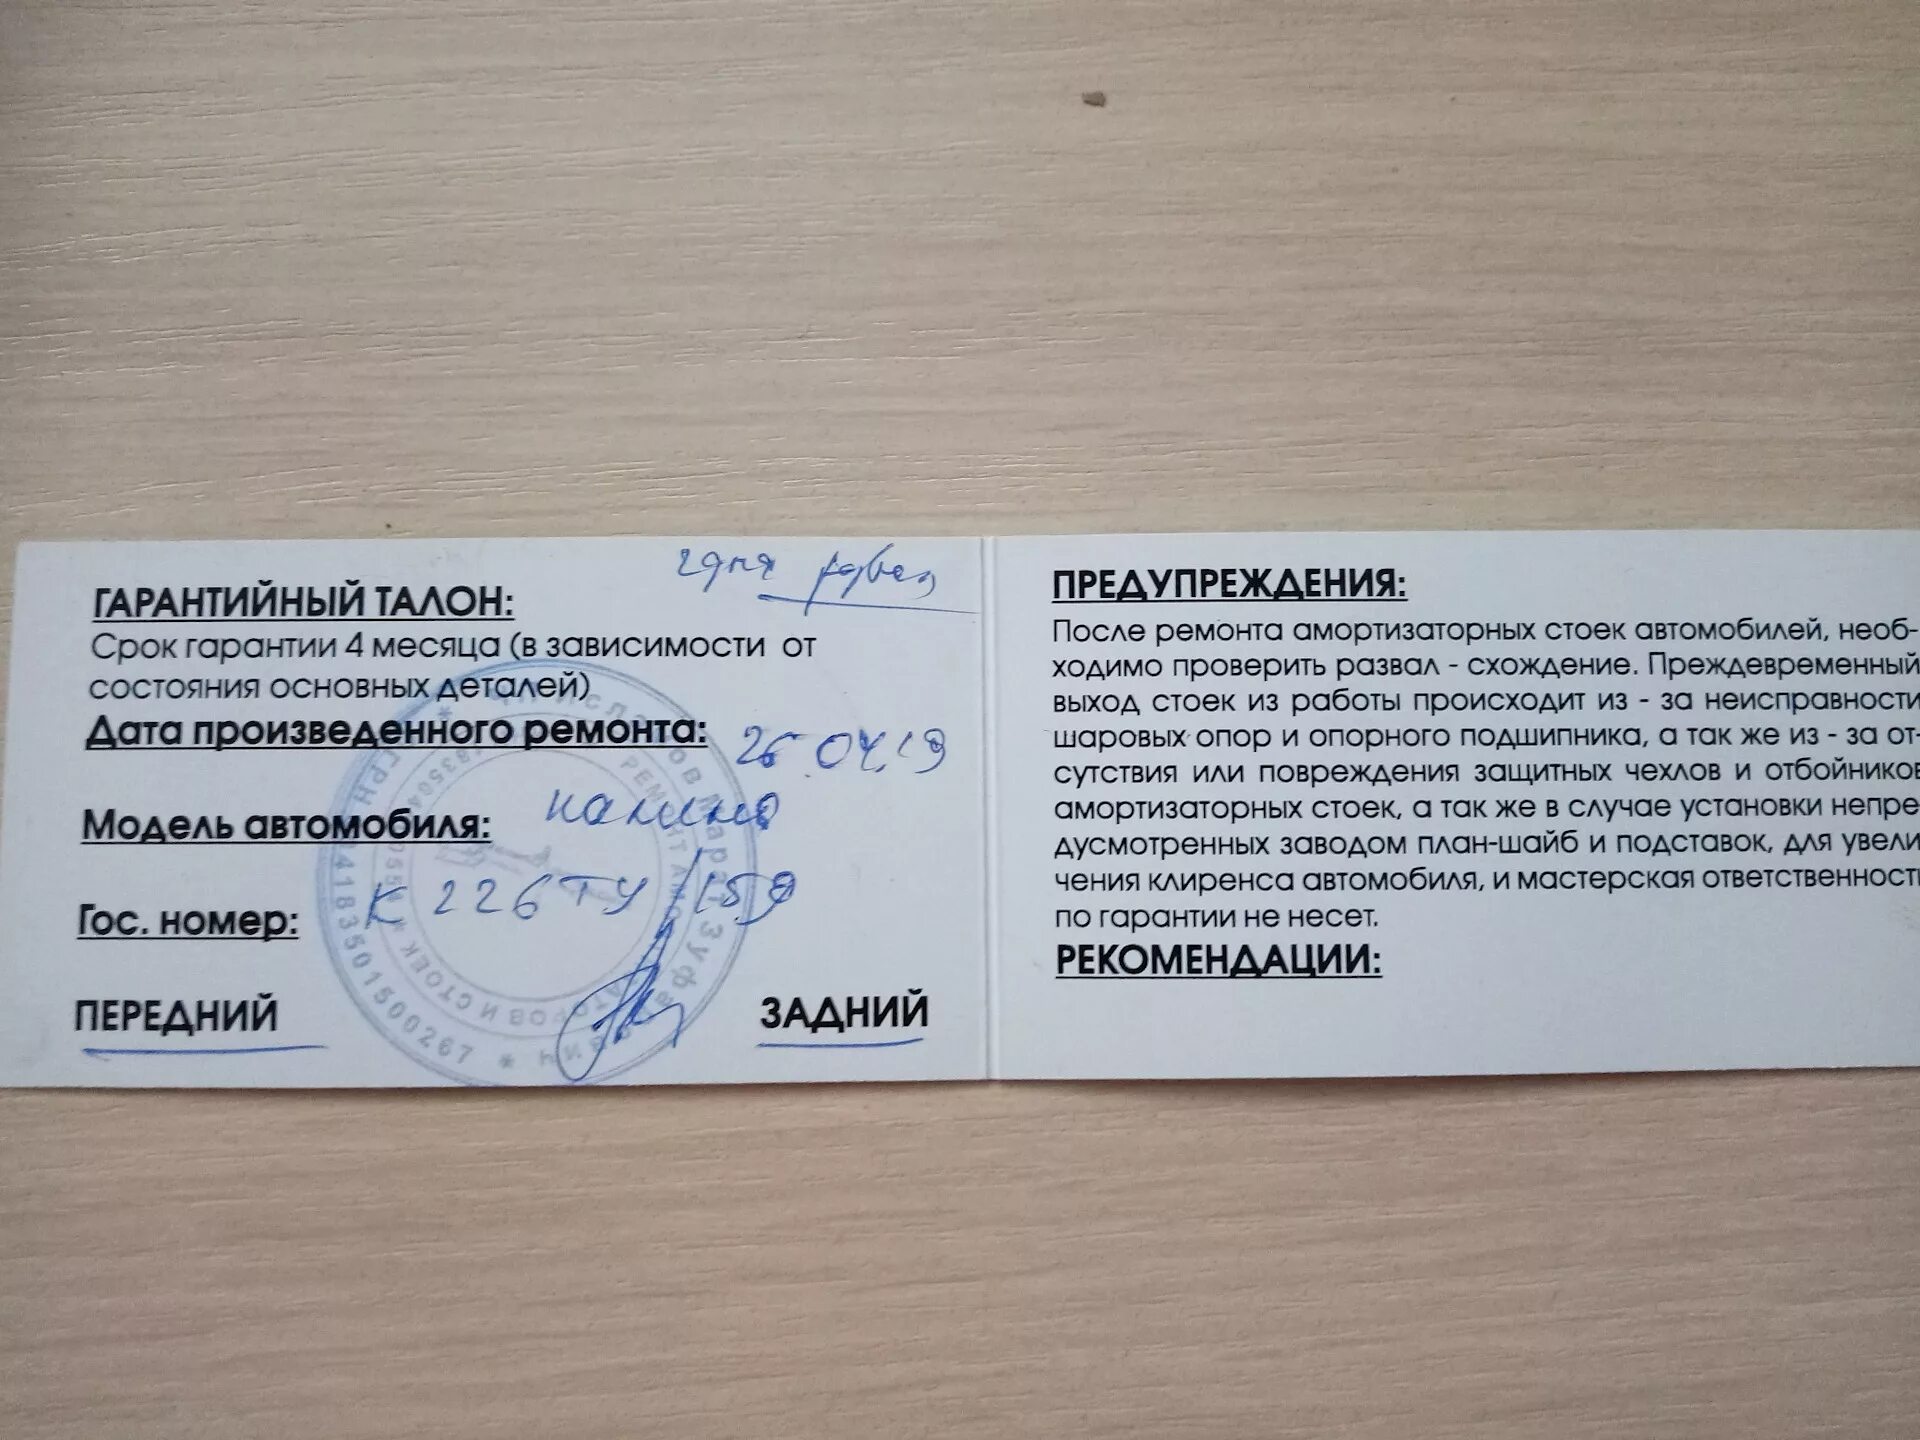 ГАРАНТИЙНЫЙ ТАЛОН:
Срок гарантии 4 месяца (в зависимости от
состояния основных деталей)
Дата произведенного ремонта: 26.04.19
Модель автомобиля: калина
Гос. номер: К 226 ТУ /159
ПЕРЕДНИЙ ЗАДНИЙ
ПРЕДУПРЕЖДЕНИЯ:
После ремонта амортизаторных стоек автомобилей, необ-
ходимо проверить развал - схождение. Преждевременный
выход стоек из работы происходит из - за неисправности
шаровых опор и опорного подшипника, а так же из - за от-
сутствия или повреждения защитных чехлов и отбойников
амортизаторных стоек, а так же в случае установки непре-
дусмотренных заводом план-шайб и подставок, для увели
чения клиренса автомобиля, и мастерская ответственност
по гарантии не несет.
РЕКОМЕНДАЦИИ: